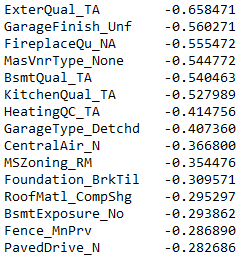 ExterQual_TA -0.658471
GarageFinish_Unf -0.560271
FireplaceQu_NA -0.555472
MasVnrType_None -0.544772
BsmtQual_TA -0.540463
KitchenQual_TA -0.527989
HeatingQC_TA -0.414756
GarageType_Detchd -0.407360
CentralAir_N -0.366800
MSZoning_RM -0.354476
Foundation_BrkTil -0.309571
RoofMatl_CompShg -0.295297
BsmtExposure_No -0.293862
Fence_MnPrv -0.286890
PavedDrive_N -0.282686